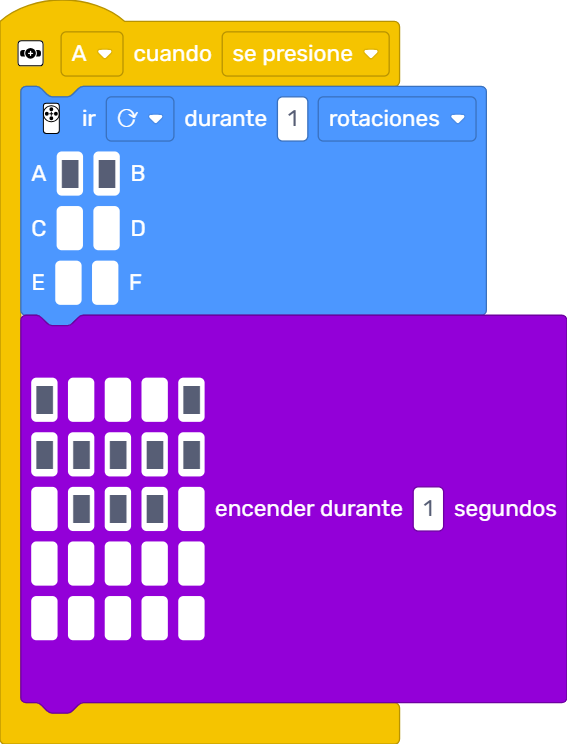 A cuando se presione
ir durante 1 rotaciones
A B
C D
E F
encender durante 1 segundos